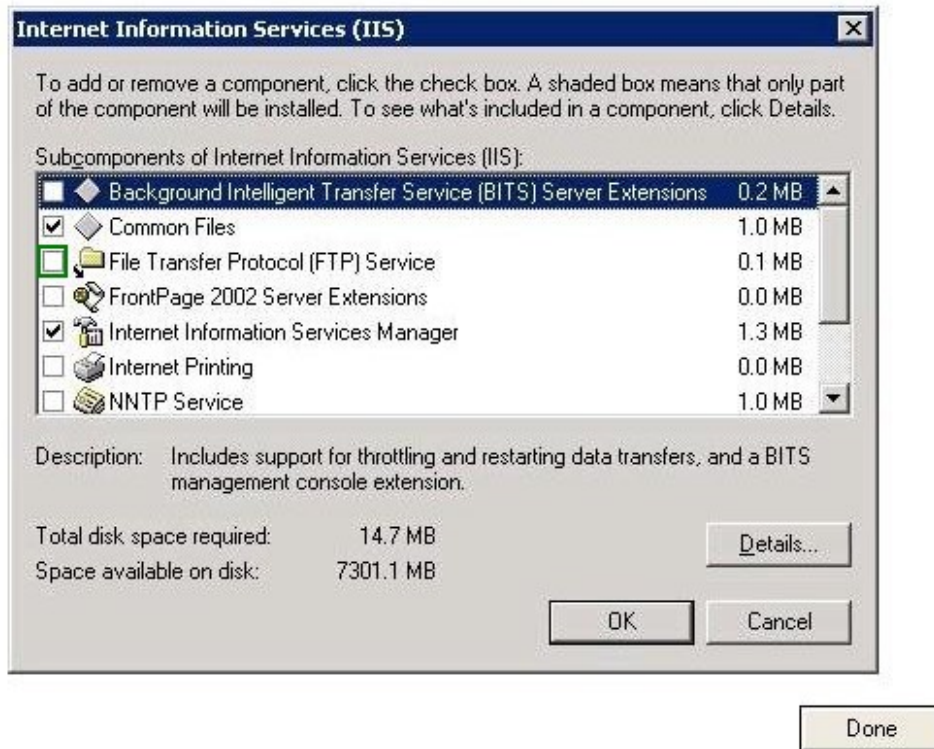 Internet Information Services (IIS)
To add or remove a component, click the check box. A shaded box means that only part
of the component will be installed. To see what's included in a component, click Details.
Subcomponents of Internet Information Services (IIS):
Background Intelligent Transfer Service (BITS) Server Extensions 0.2 MB
Common Files 1.0 MB
File Transfer Protocol (FTP) Service 0.1 MB
FrontPage 2002 Server Extensions 0.0 MB
Internet Information Services Manager 1.3 MB
Internet Printing 0.0 MB
NNTP Service 1.0 MB
Description: Includes support for throttling and restarting data transfers, and a BITS
management console extension.
Total disk space required: 14.7 MB
Space available on disk: 7301.1 MB
Details...
OK Cancel
Done